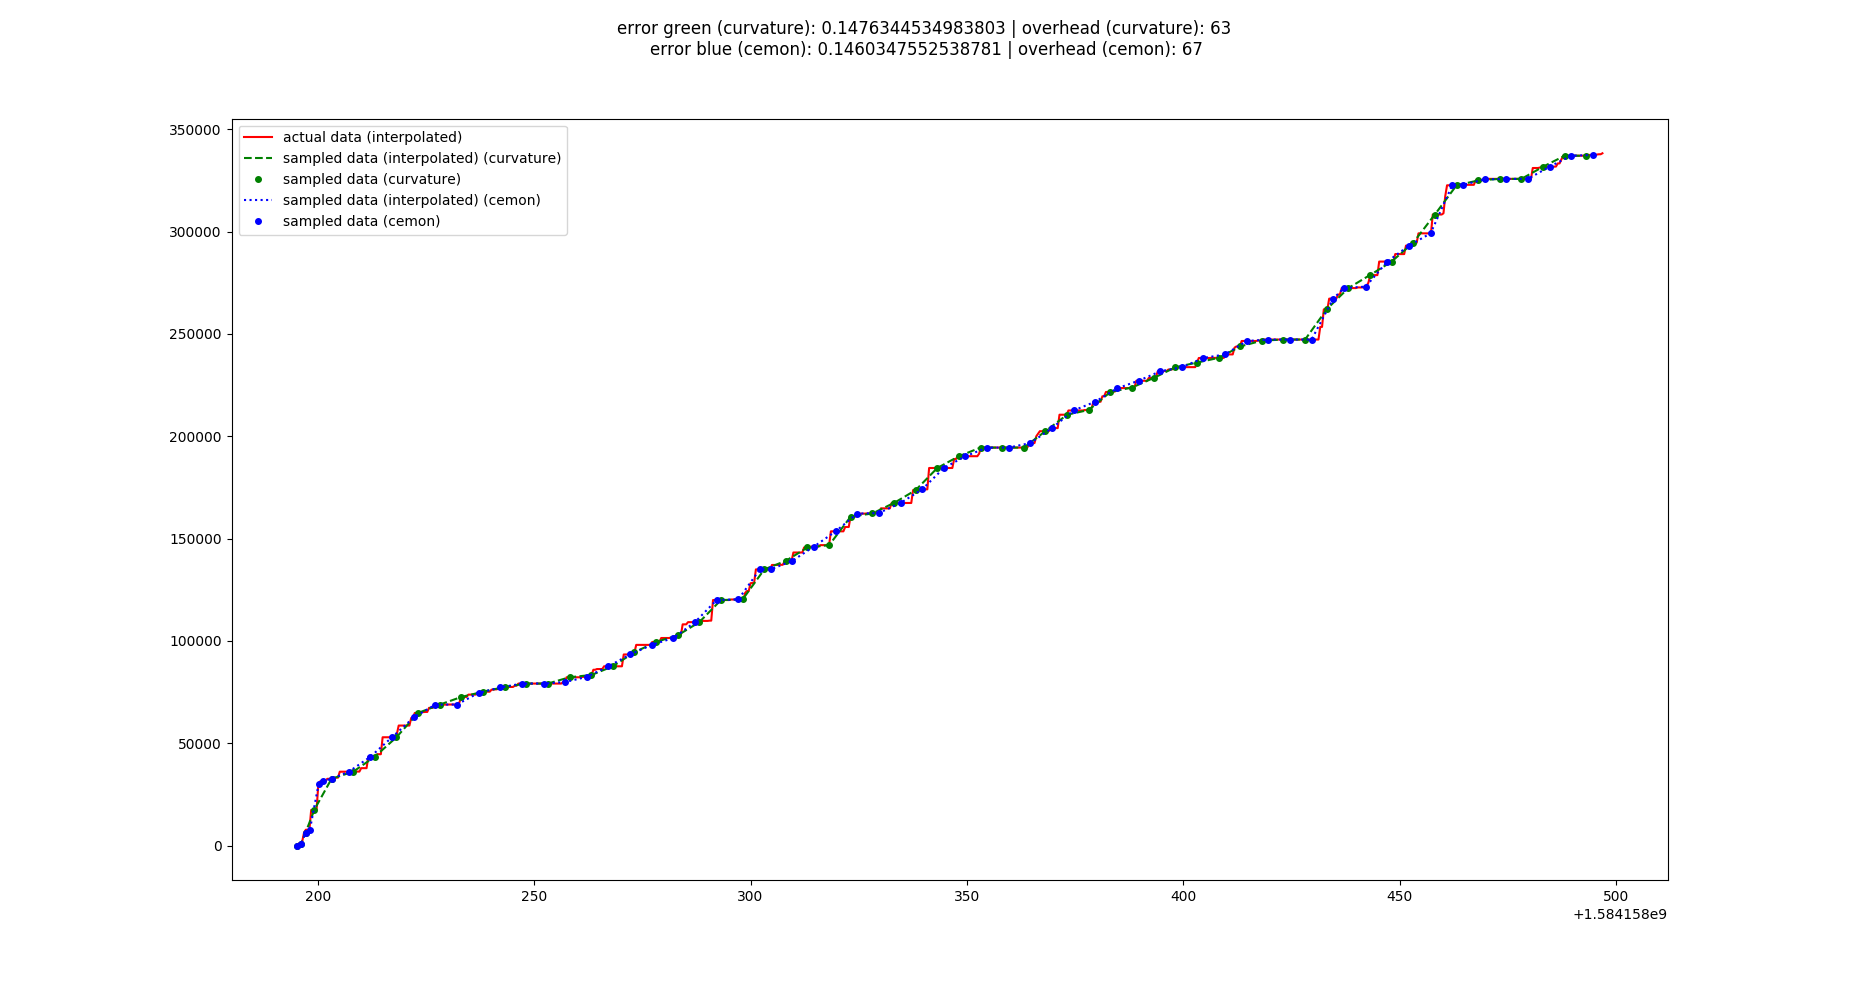 error green (curvature): 0.1476344534983803 | overhead (curvature): 63
error blue (cemon): 0.1460347552538781 | overhead (cemon): 67
actual data (interpolated)
sampled data (interpolated) (curvature)
sampled data (curvature)
sampled data (interpolated) (cemon)
sampled data (cemon)
350000
300000
250000
200000
150000
100000
50000
0
200 250 300 350 400 450 500
+1.584158e9